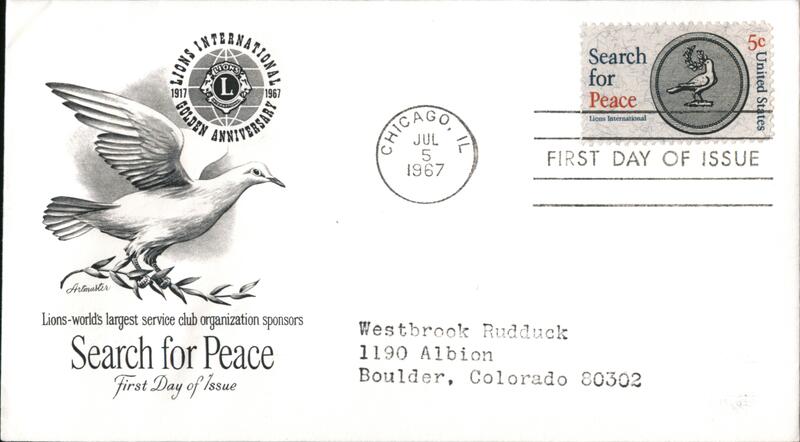 LIONS INTERNATIONAL
1917 1967
LIONS
L
GOLDEN ANNIVERSARY
Artmaster
Lions-world's largest service club organization sponsors
Search for Peace
First Day of Issue
CHICAGO, IL
JUL
5
1967
Search
for
Peace
Lions International
5c
United States
FIRST DAY OF ISSUE
Westbrook Rudduck
1190 Albion
Boulder, Colorado 80302